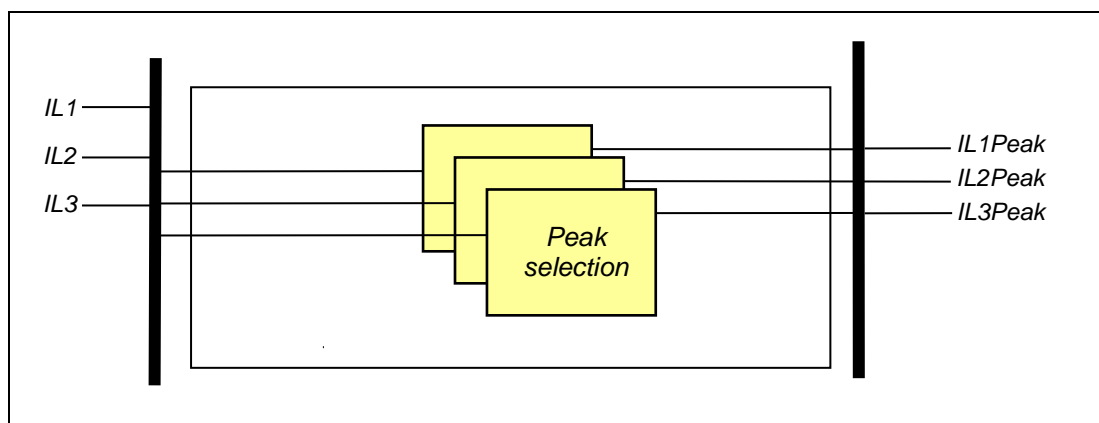 IL1
IL2
IL3
Peak
selection
IL1Peak
IL2Peak
IL3Peak